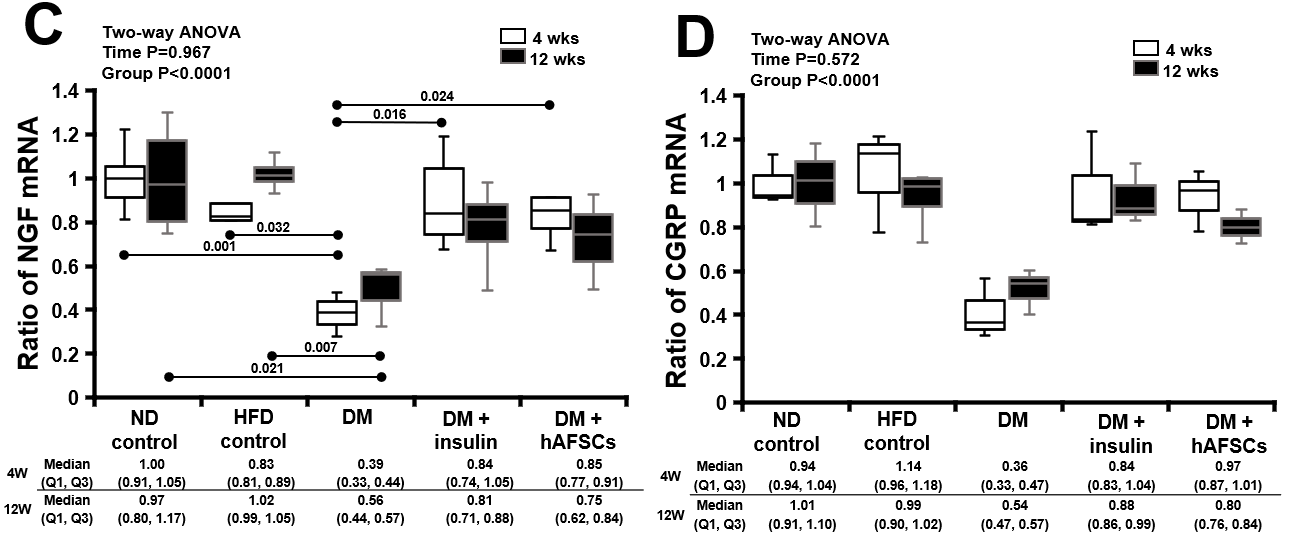 C
Two-way ANOVA
Time P=0.967
Group P<0.0001
4 wks
12 wks
Ratio of NGF mRNA
1.4
1.2
1
0.8
0.6
0.4
0.2
0
0.024
0.016
0.032
0.001
0.007
0.021
ND control
HFD control
DM
DM + insulin
DM + hAFSCs
4W Median 1.00 0.83 0.39 0.84 0.85
(Q1, Q3) (0.91, 1.05) (0.81, 0.89) (0.33, 0.44) (0.74, 1.05) (0.77, 0.91)
12W Median 0.97 1.02 0.56 0.81 0.75
(Q1, Q3) (0.80, 1.17) (0.99, 1.05) (0.44, 0.57) (0.71, 0.88) (0.62, 0.84)
D
Two-way ANOVA
Time P=0.572
Group P<0.0001
4 wks
12 wks
Ratio of CGRP mRNA
1.4
1.2
1
0.8
0.6
0.4
0.2
0
ND control
HFD control
DM
DM + insulin
DM + hAFSCs
4W Median 0.94 1.14 0.36 0.84 0.97
(Q1, Q3) (0.94, 1.04) (0.96, 1.18) (0.33, 0.47) (0.83, 1.04) (0.87, 1.01)
12W Median 1.01 0.99 0.54 0.88 0.80
(Q1, Q3) (0.91, 1.10) (0.90, 1.02) (0.47, 0.57) (0.86, 0.99) (0.76, 0.84)